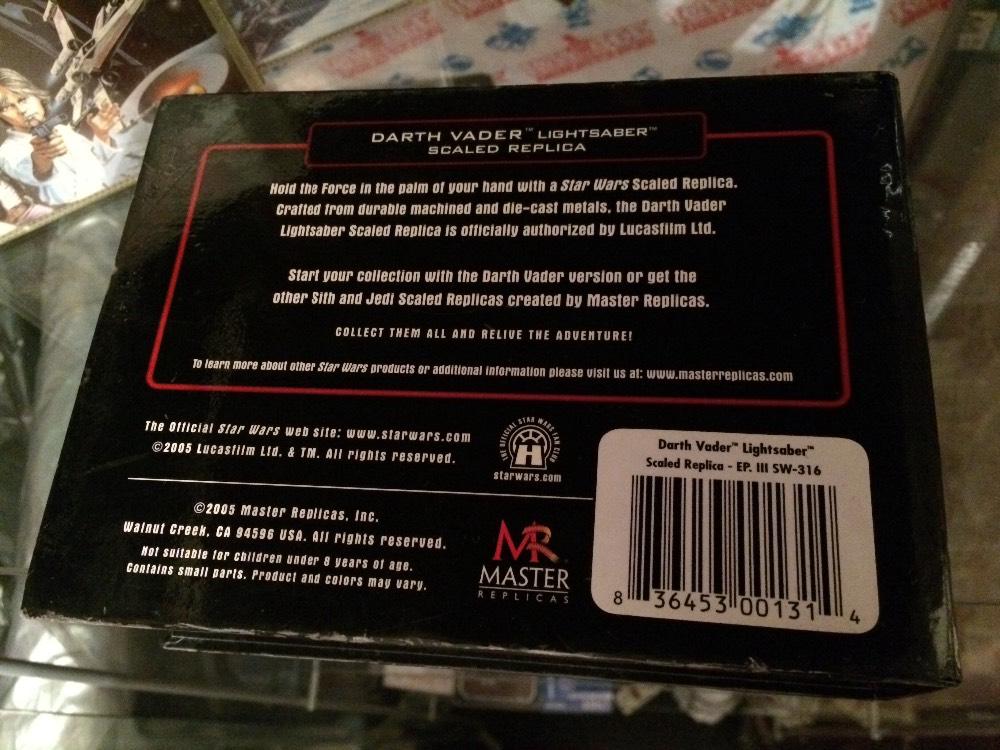 DARTH VADER™ LIGHTSABER™
SCALED REPLICA
Hold the Force in the palm of your hand with a Star Wars Scaled Replica.
Crafted from durable machined and die-cast metals, the Darth Vader
Lightsaber Scaled Replica is officially authorized by Lucasfilm Ltd.
Start your collection with the Darth Vader version or get the
other Sith and Jedi Scaled Replicas created by Master Replicas.
COLLECT THEM ALL AND RELIVE THE ADVENTURE!
To learn more about other Star Wars products or additional information please visit us at: www.masterreplicas.com
The Official Star Wars web site: www.starwars.com
©2005 Lucasfilm Ltd. & TM. All rights reserved.
THE OFFICIAL STAR WARS FAN CLUB
starwars.com
©2005 Master Replicas, Inc.
Walnut Creek, CA 94596 USA. All rights reserved.
Not suitable for children under 8 years of age.
Contains small parts. Product and colors may vary.
MR
MASTER
REPLICAS
Darth Vader™ Lightsaber™
Scaled Replica - EP. III SW-316
8 36453 00131 4